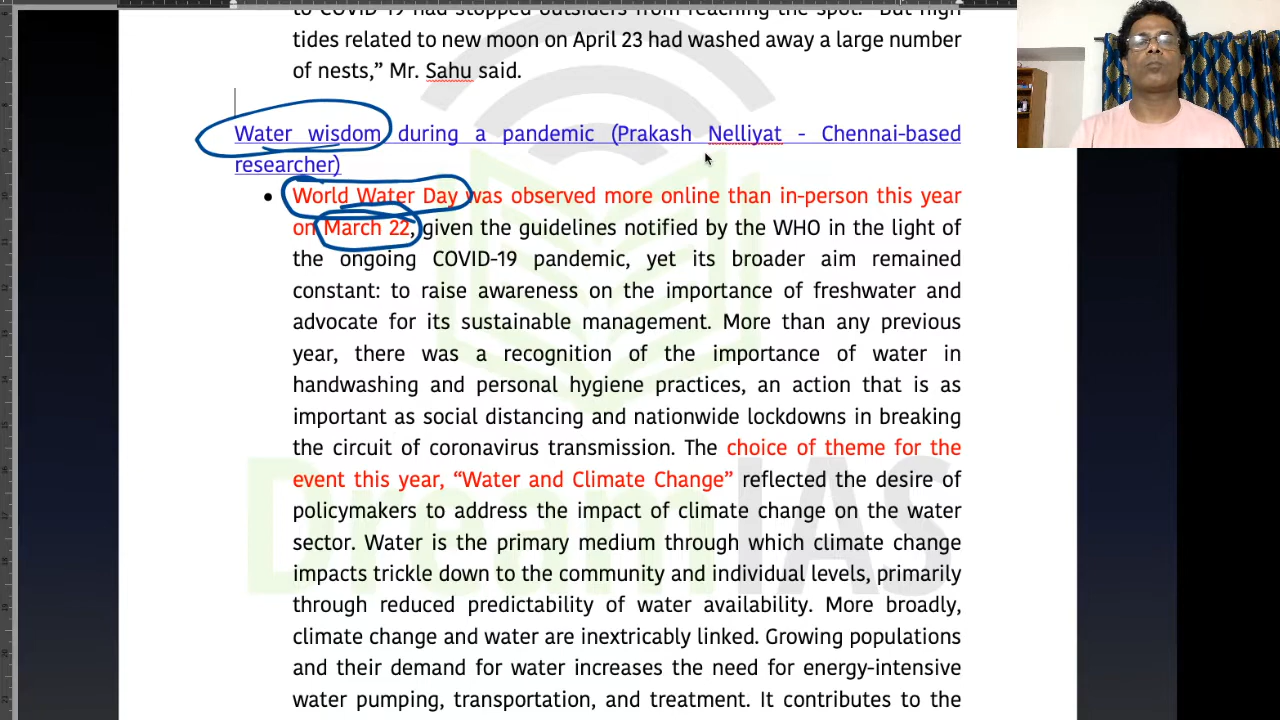 to COVID-19 had stopped outsiders from reaching the spot. “But high
tides related to new moon on April 23 had washed away a large number
of nests,” Mr. Sahu said.
Water wisdom during a pandemic (Prakash Nelliyat - Chennai-based
researcher)
• World Water Day was observed more online than in-person this year
on March 22, given the guidelines notified by the WHO in the light of
the ongoing COVID-19 pandemic, yet its broader aim remained
constant: to raise awareness on the importance of freshwater and
advocate for its sustainable management. More than any previous
year, there was a recognition of the importance of water in
handwashing and personal hygiene practices, an action that is as
important as social distancing and nationwide lockdowns in breaking
the circuit of coronavirus transmission. The choice of theme for the
event this year, “Water and Climate Change” reflected the desire of
policymakers to address the impact of climate change on the water
sector. Water is the primary medium through which climate change
impacts trickle down to the community and individual levels, primarily
through reduced predictability of water availability. More broadly,
climate change and water are inextricably linked. Growing populations
and their demand for water increases the need for energy-intensive
water pumping, transportation, and treatment. It contributes to the
DreamIAS